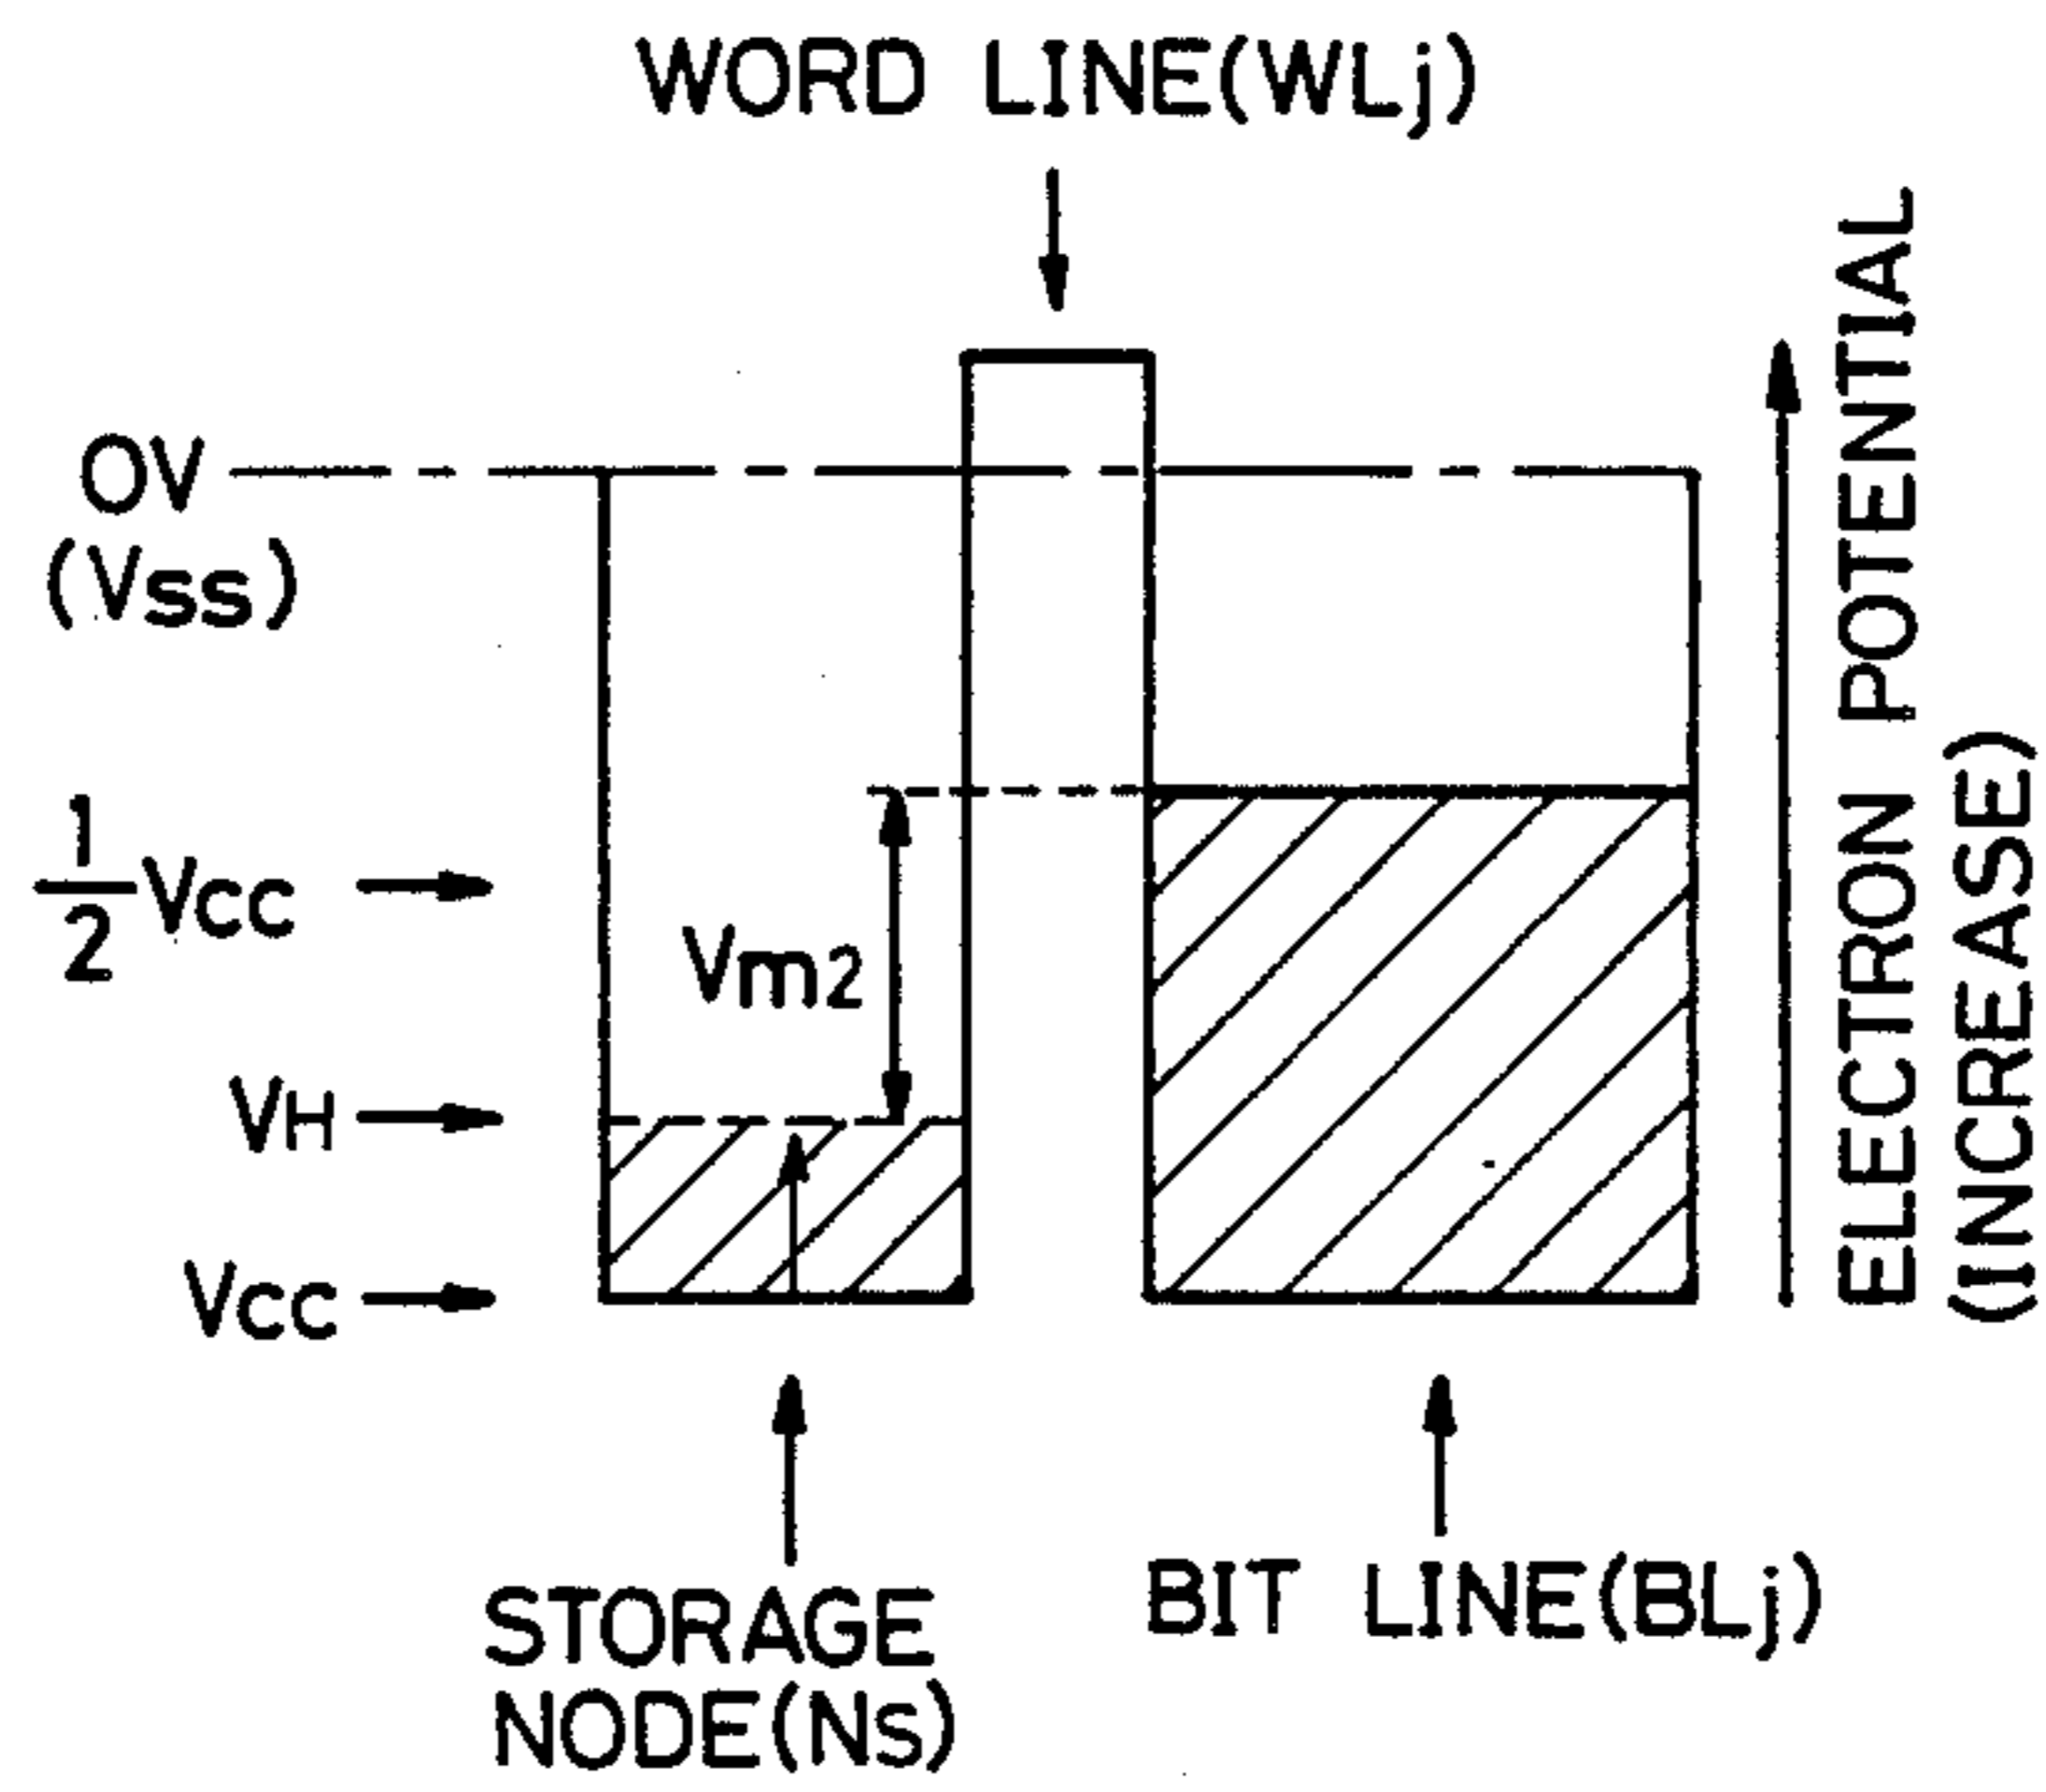 WORD LINE(WLj)
OV
(Vss)
1/2 Vcc
Vm2
VH
Vcc
STORAGE
NODE(Ns)
BIT LINE(BLj)
ELECTRON POTENTIAL
(INCREASE)